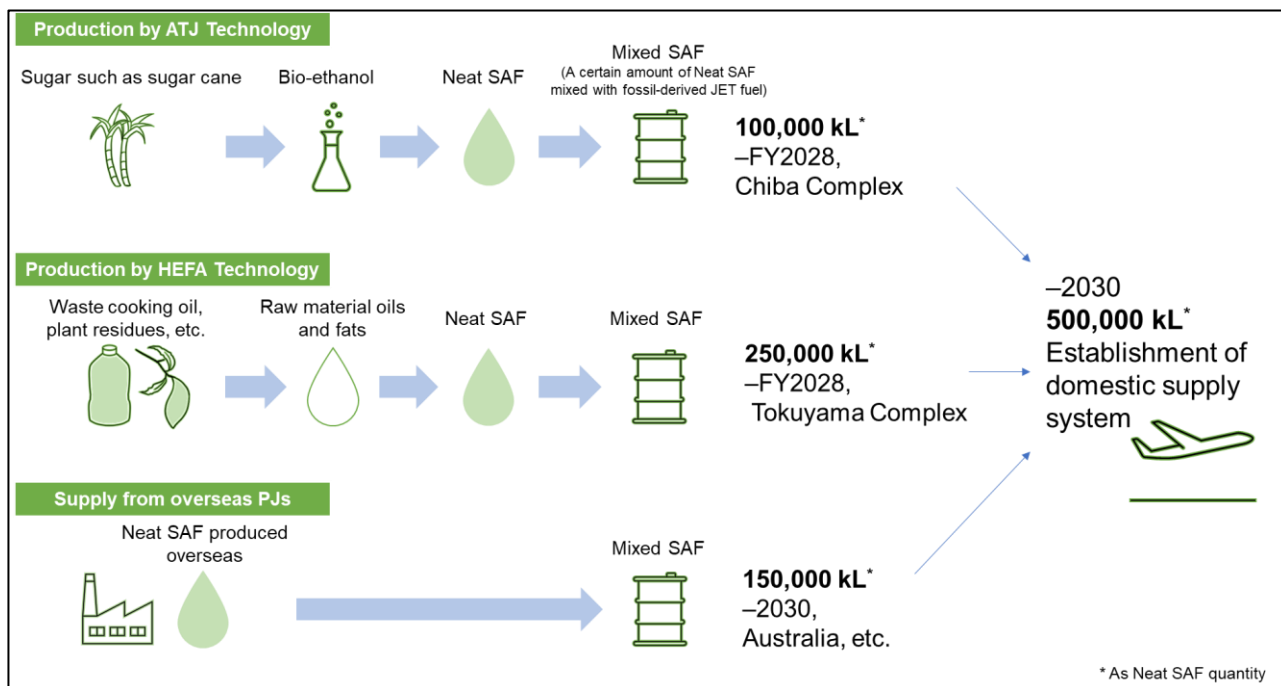 Production by ATJ Technology
Sugar such as sugar cane
Bio-ethanol
Neat SAF
Mixed SAF
(A certain amount of Neat SAF
mixed with fossil-derived JET fuel)
100,000 kL*
–FY2028,
Chiba Complex
Production by HEFA Technology
Waste cooking oil,
plant residues, etc.
Raw material oils
and fats
Neat SAF
Mixed SAF
250,000 kL*
–FY2028,
Tokuyama Complex
–2030
500,000 kL*
Establishment of
domestic supply
system
Supply from overseas PJs
Neat SAF produced
overseas
Mixed SAF
150,000 kL*
–2030,
Australia, etc.
* As Neat SAF quantity